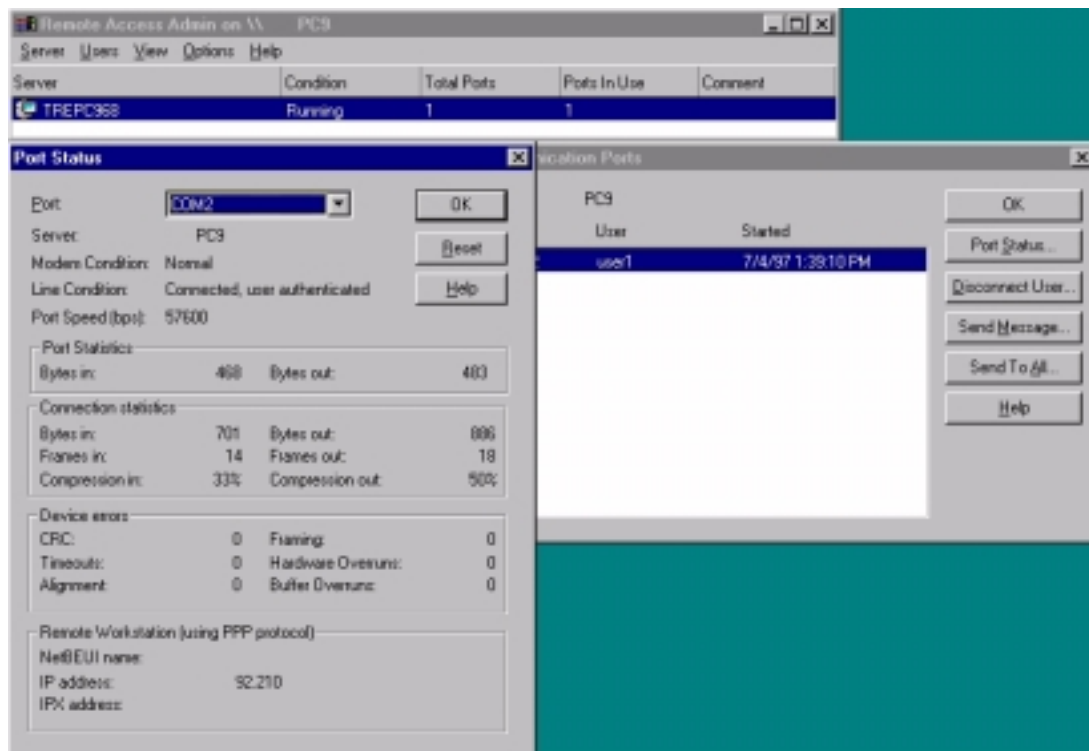 Remote Access Admin on \\ PC9
Server Users View Options Help
Server Condition Total Ports Ports In Use Comment
TREPC968 Running 1 1
Port Status
Port: COM2 OK
Server: PC9 Reset
Modem Condition: Normal
Line Condition: Connected, user authenticated Help
Port Speed (bps): 57600
Port Statistics
Bytes in: 468 Bytes out: 483
Connection statistics
Bytes in: 701 Bytes out: 886
Frames in: 14 Frames out: 18
Compression in: 33% Compression out: 50%
Device errors
CRC: 0 Framing: 0
Timeouts: 0 Hardware Overruns: 0
Alignment: 0 Buffer Overruns: 0
Remote Workstation (using PPP protocol)
NetBEUI name:
IP address: 92.210
IPX address:
nication Ports
PC9 OK
User Started
Port Status...
user1 7/4/97 1:39:10 PM
Disconnect User...
Send Message...
Send To All...
Help